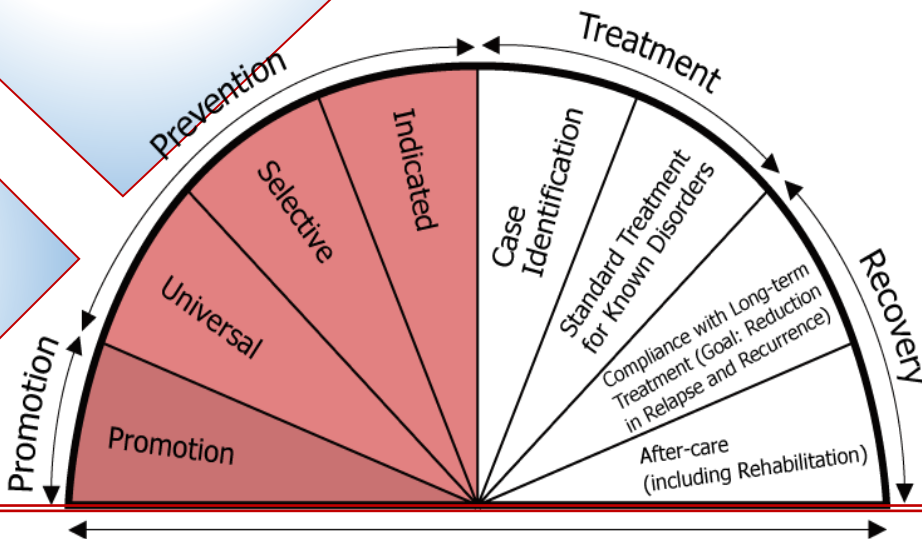 Treatment
Prevention
Recovery
Promotion
Promotion
Universal
Selective
Indicated
Case
Identification
Standard Treatment
for Known Disorders
Compliance with Long-term
Treatment (Goal: Reduction
in Relapse and Recurrence)
After-care
(including Rehabilitation)